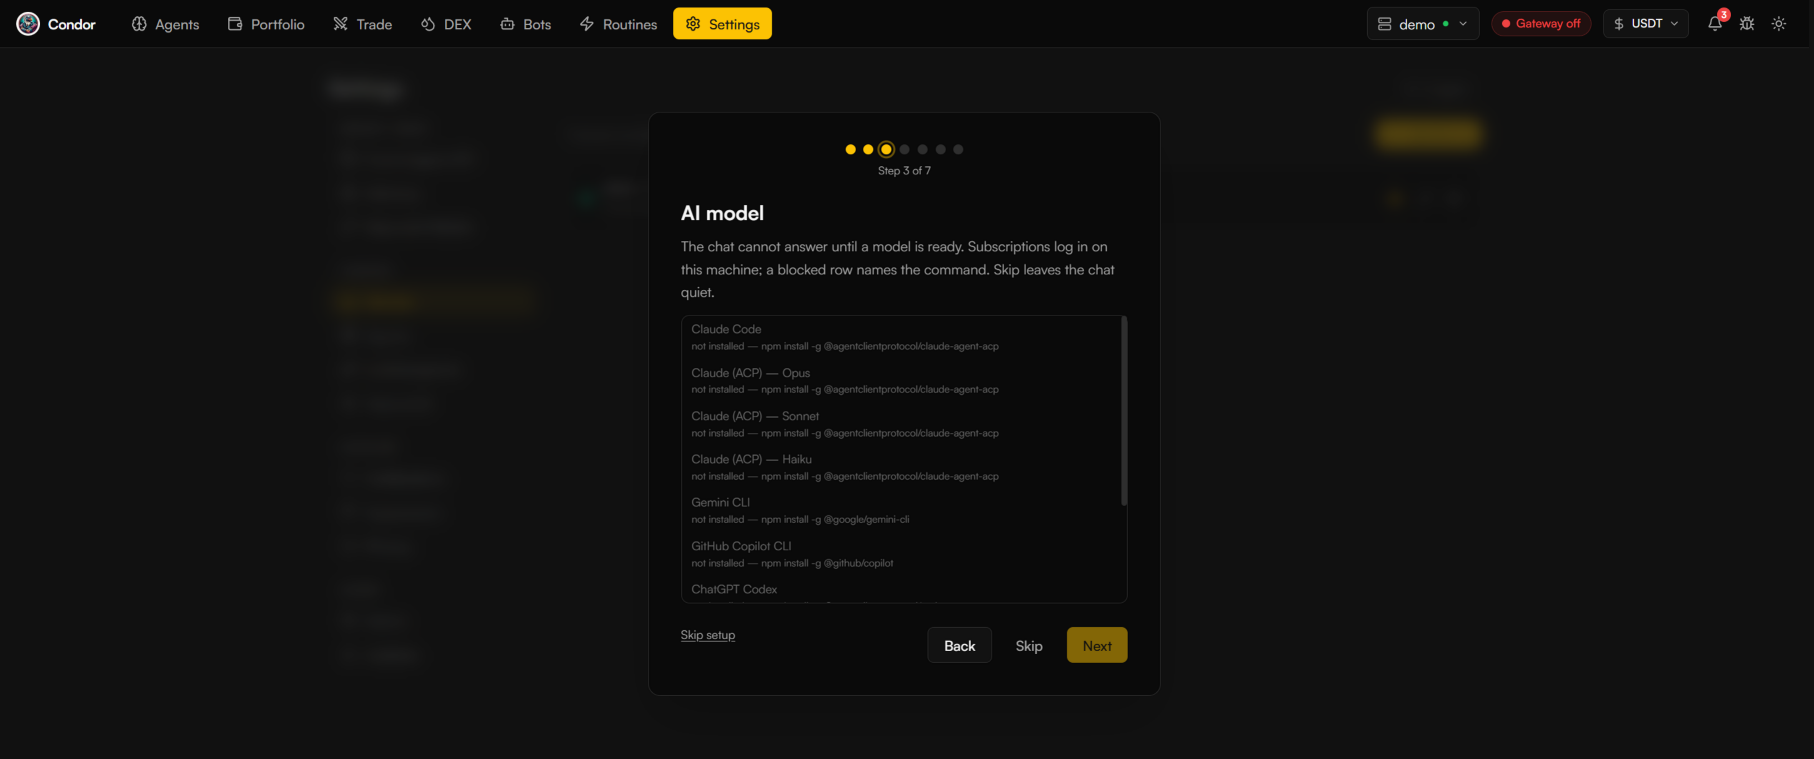 Condor
Agents
Portfolio
Trade
DEX
Bots
Routines
Settings
demo
Gateway off
$ USDT
3
Step 3 of 7
AI model
The chat cannot answer until a model is ready. Subscriptions log in on
this machine; a blocked row names the command. Skip leaves the chat
quiet.
Claude Code
not installed — npm install -g @agentclientprotocol/claude-agent-acp
Claude (ACP) — Opus
not installed — npm install -g @agentclientprotocol/claude-agent-acp
Claude (ACP) — Sonnet
not installed — npm install -g @agentclientprotocol/claude-agent-acp
Claude (ACP) — Haiku
not installed — npm install -g @agentclientprotocol/claude-agent-acp
Gemini CLI
not installed — npm install -g @google/gemini-cli
GitHub Copilot CLI
not installed — npm install -g @github/copilot
ChatGPT Codex
Skip setup
Back
Skip
Next